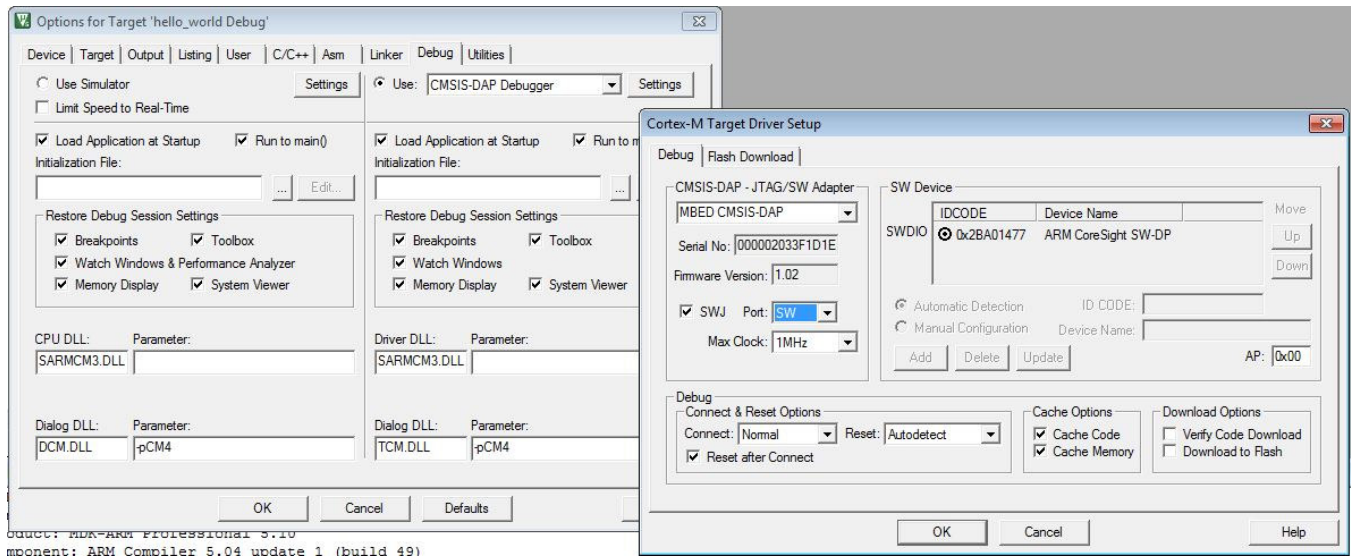 Options for Target 'hello_world Debug'
Device Target Output Listing User C/C++ Asm Linker Debug Utilities
Use Simulator Settings
Limit Speed to Real-Time
Load Application at Startup Run to main()
Initialization File:
... Edit...
Restore Debug Session Settings
Breakpoints Toolbox
Watch Windows & Performance Analyzer
Memory Display System Viewer
CPU DLL: Parameter:
SARMCM3.DLL
Dialog DLL: Parameter:
DCM.DLL -pCM4
Use: CMSIS-DAP Debugger Settings
Load Application at Startup Run to m
Initialization File:
...
Restore Debug Session Settings
Breakpoints Toolbox
Watch Windows
Memory Display System Viewer
Driver DLL: Parameter:
SARMCM3.DLL
Dialog DLL: Parameter:
TCM.DLL -pCM4
OK Cancel Defaults
Cortex-M Target Driver Setup
Debug Flash Download
CMSIS-DAP - JTAG/SW Adapter
MBED CMSIS-DAP
Serial No: 000002033F1D1E
Firmware Version: 1.02
SWJ Port: SW
Max Clock: 1MHz
SW Device
IDCODE Device Name Move
SWDIO 0x2BA01477 ARM CoreSight SW-DP Up
Down
Automatic Detection ID CODE:
Manual Configuration Device Name:
Add Delete Update AP: 0x00
Debug
Connect & Reset Options
Connect: Normal Reset: Autodetect
Reset after Connect
Cache Options
Cache Code
Cache Memory
Download Options
Verify Code Download
Download to Flash
OK Cancel Help
oduct: MDK-ARM Professional 5.10
mponent: ARM Compiler 5.04 update 1 (build 49)